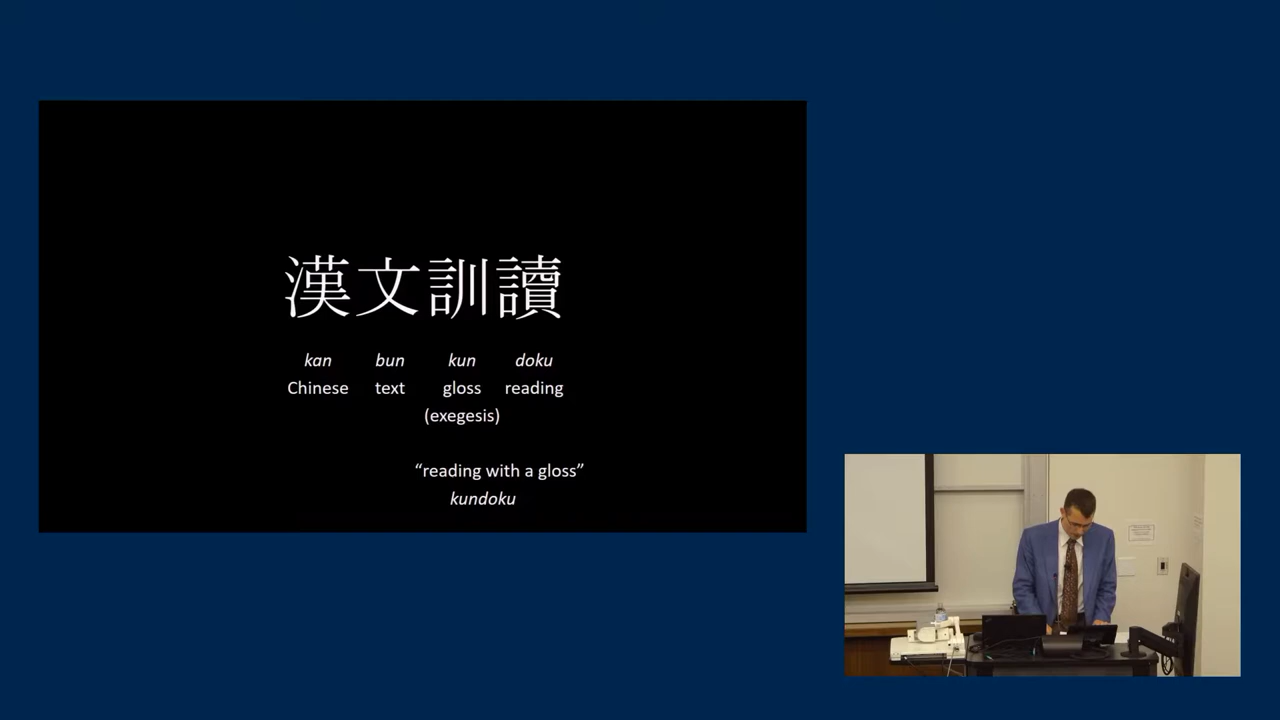 漢文訓讀
kan bun kun doku
Chinese text gloss reading
(exegesis)
“reading with a gloss”
kundoku